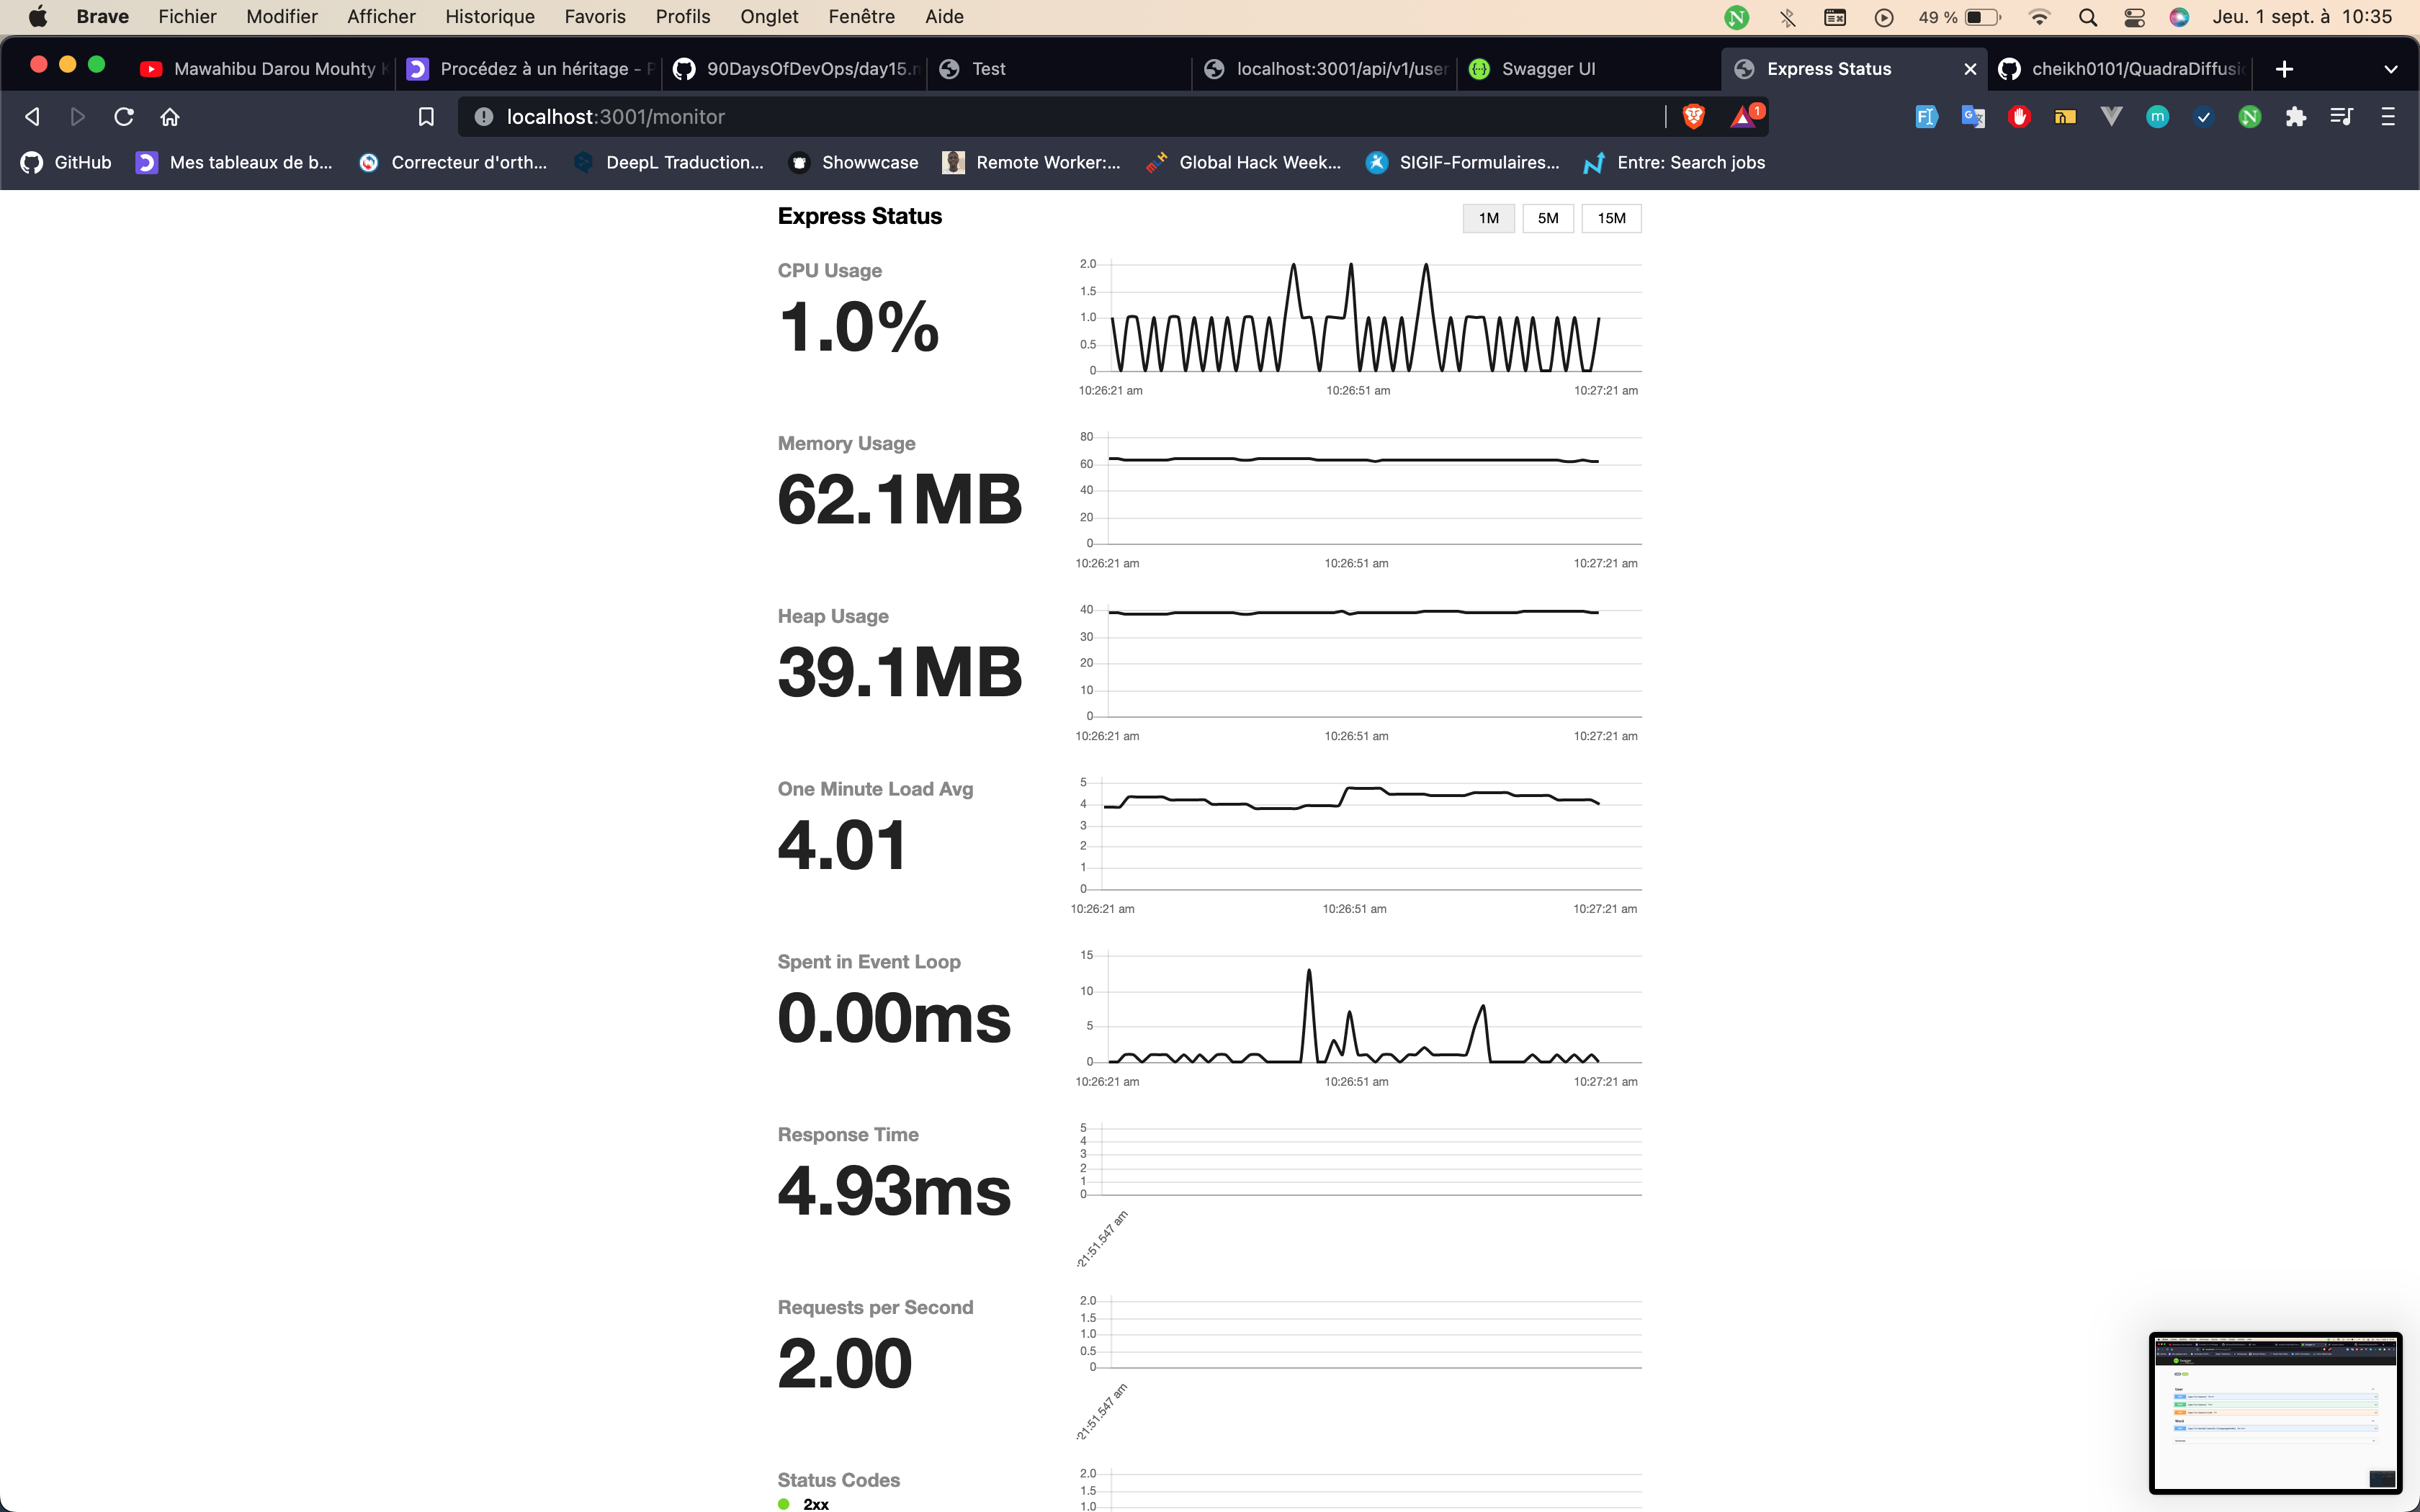 Brave Fichier Modifier Afficher Historique Favoris Profils Onglet Fenêtre Aide 49 % Jeu. 1 sept. à 10:35
Mawahibu Darou Mouhty Procédez à un héritage - 90DaysOfDevOps/day15. Test localhost:3001/api/v1/user Swagger UI Express Status cheikh0101/QuadraDiffusi
localhost:3001/monitor 1
GitHub Mes tableaux de b... Correcteur d'orth... DeepL Traduction... Showwcase Remote Worker:... Global Hack Week... SIGIF-Formulaires... Entre: Search jobs
Express Status 1M 5M 15M
CPU Usage
1.0%
2.0
1.5
1.0
0.5
0
10:26:21 am 10:26:51 am 10:27:21 am
Memory Usage
62.1MB
80
60
40
20
0
10:26:21 am 10:26:51 am 10:27:21 am
Heap Usage
39.1MB
40
30
20
10
0
10:26:21 am 10:26:51 am 10:27:21 am
One Minute Load Avg
4.01
5
4
3
2
1
0
10:26:21 am 10:26:51 am 10:27:21 am
Spent in Event Loop
0.00ms
15
10
5
0
10:26:21 am 10:26:51 am 10:27:21 am
Response Time
4.93ms
5
4
3
2
1
0
21:51.547 am
Requests per Second
2.00
2.0
1.5
1.0
0.5
0
21:51.547 am
Status Codes
2xx
2.0
1.5
1.0